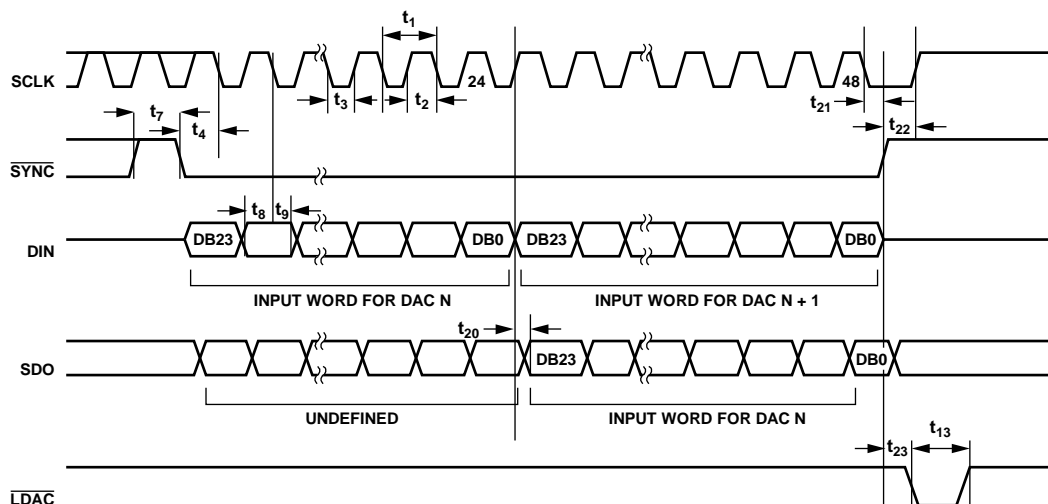 t1
SCLK
24
48
t3
t2
t21
t22
t7
t4
SYNC
t8
t9
DIN
DB23
DB0
DB23
DB0
INPUT WORD FOR DAC N
INPUT WORD FOR DAC N + 1
t20
SDO
DB23
DB0
UNDEFINED
INPUT WORD FOR DAC N
t23
t13
LDAC